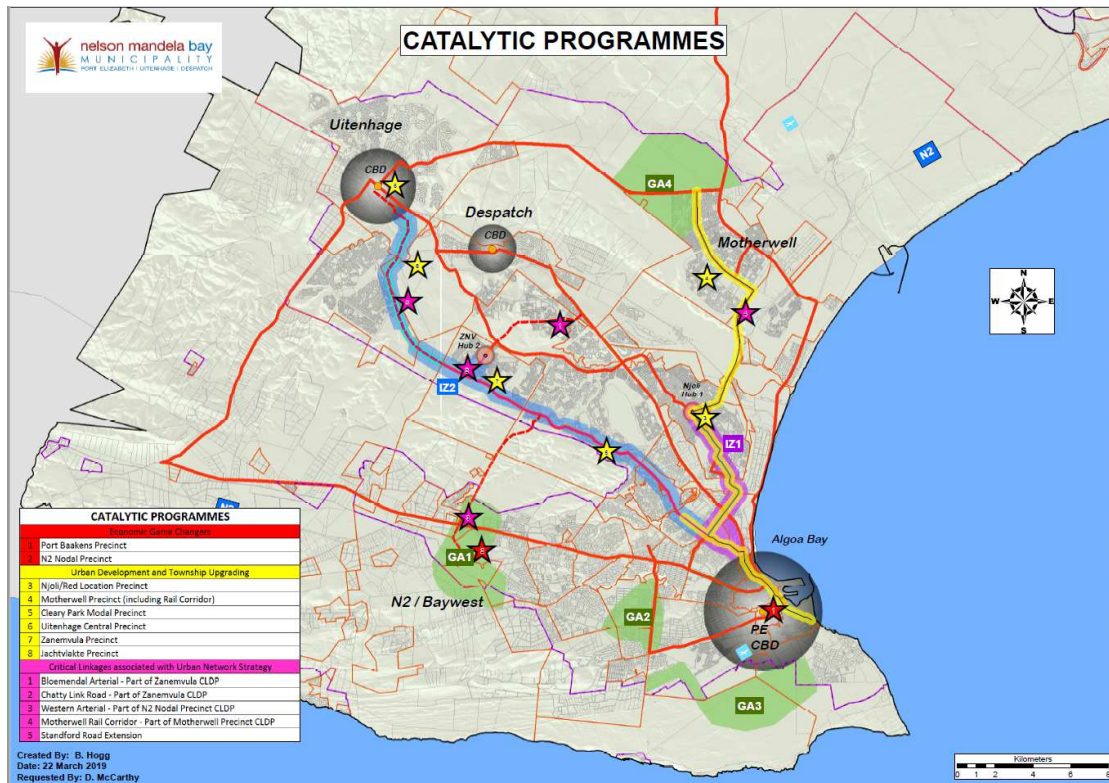 nelson mandela bay
MUNICIPALITY
PORT ELIZABETH | UITENHAGE | DESPATCH
CATALYTIC PROGRAMMES
N2
Uitenhage
CBD
GA4
Despatch
CBD
Motherwell
N
W E
S
ZNV
Hub 2
IZ2
Njoli
Hub 1
IZ1
GA1
N2 / Baywest
GA2
Algoa Bay
1
PE
CBD
GA3
CATALYTIC PROGRAMMES
Economic Game Changers
1 Port Baakens Precinct
2 N2 Nodal Precinct
Urban Development and Township Upgrading
3 Njoli/Red Location Precinct
4 Motherwell Precinct (including Rail Corridor)
5 Cleary Park Modal Precinct
6 Uitenhage Central Precinct
7 Zanemvula Precinct
8 Jachtvlakte Precinct
Critical Linkages associated with Urban Network Strategy
1 Bloemendal Arterial - Part of Zanemvula CLDP
2 Chatty Link Road - Part of Zanemvula CLDP
3 Western Arterial - Part of N2 Nodal Precinct CLDP
4 Motherwell Rail Corridor - Part of Motherwell Precinct CLDP
5 Standford Road Extension
Created By: B. Hogg
Date: 22 March 2019
Requested By: D. McCarthy
Kilometers
0 1 2 4 6 8